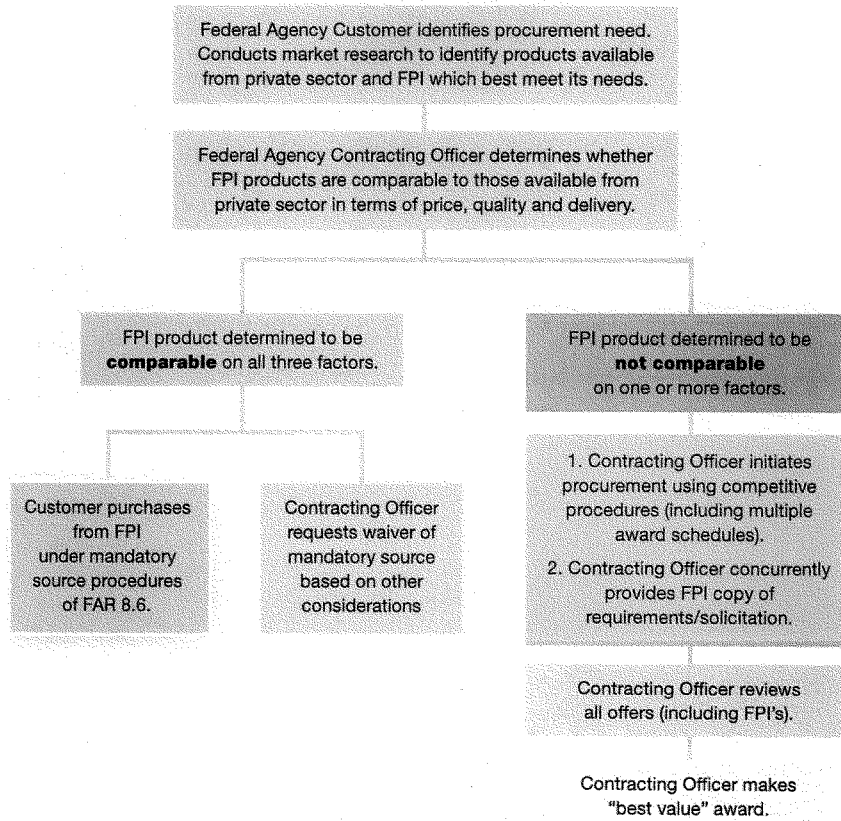 Federal Agency Customer identifies procurement need.
Conducts market research to identify products available
from private sector and FPI which best meet its needs.
Federal Agency Contracting Officer determines whether
FPI products are comparable to those available from
private sector in terms of price, quality and delivery.
FPI product determined to be
comparable on all three factors.
FPI product determined to be
not comparable
on one or more factors.
Customer purchases
from FPI
under mandatory
source procedures
of FAR 8.6.
Contracting Officer
requests waiver of
mandatory source
based on other
considerations
1. Contracting Officer initiates
procurement using competitive
procedures (including multiple
award schedules).
2. Contracting Officer concurrently
provides FPI copy of
requirements/solicitation.
Contracting Officer reviews
all offers (including FPI's).
Contracting Officer makes
"best value" award.